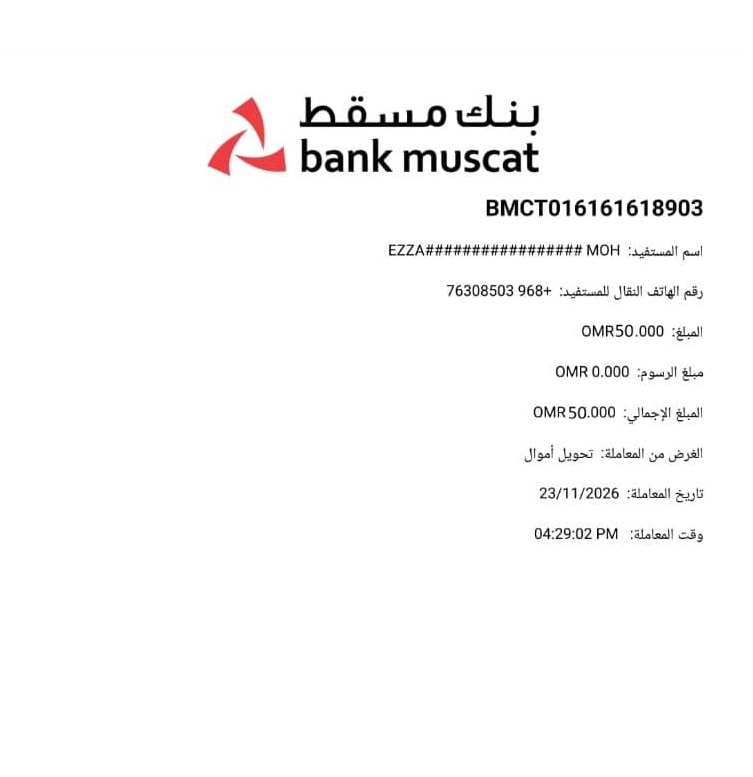 بنك مسقط
bank muscat
BMCT016161618903
اسم المستفيد: EZZA################# MOH
رقم الهاتف النقال للمستفيد: +968 76308503
المبلغ: OMR50.000
مبلغ الرسوم: OMR 0.000
المبلغ الإجمالي: OMR50.000
الغرض من المعاملة: تحويل أموال
تاريخ المعاملة: 23/11/2026
وقت المعاملة: 04:29:02 PM